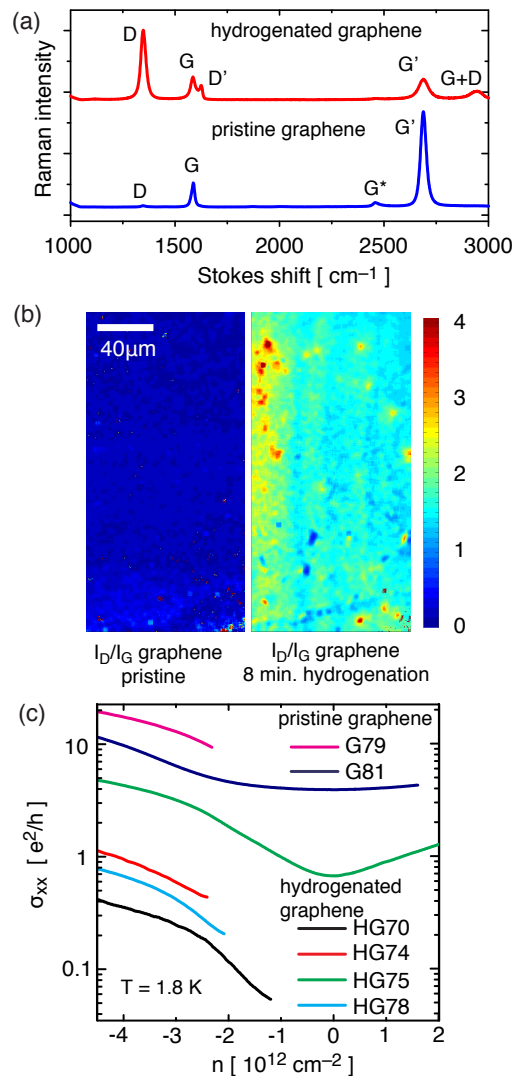 (a)
hydrogenated graphene
D
G
D'
G'
G+D
pristine graphene
D
G
G*
G'
Raman intensity
1000 1500 2000 2500 3000
Stokes shift [ cm⁻¹ ]
(b)
40µm
4
3
2
1
0
I_D/I_G graphene
pristine
I_D/I_G graphene
8 min. hydrogenation
(c)
pristine graphene
G79
G81
10
1
0.1
σ_xx [ e²/h ]
hydrogenated
graphene
HG70
HG74
HG75
HG78
T = 1.8 K
-4 -3 -2 -1 0 1 2
n [ 10¹² cm⁻² ]